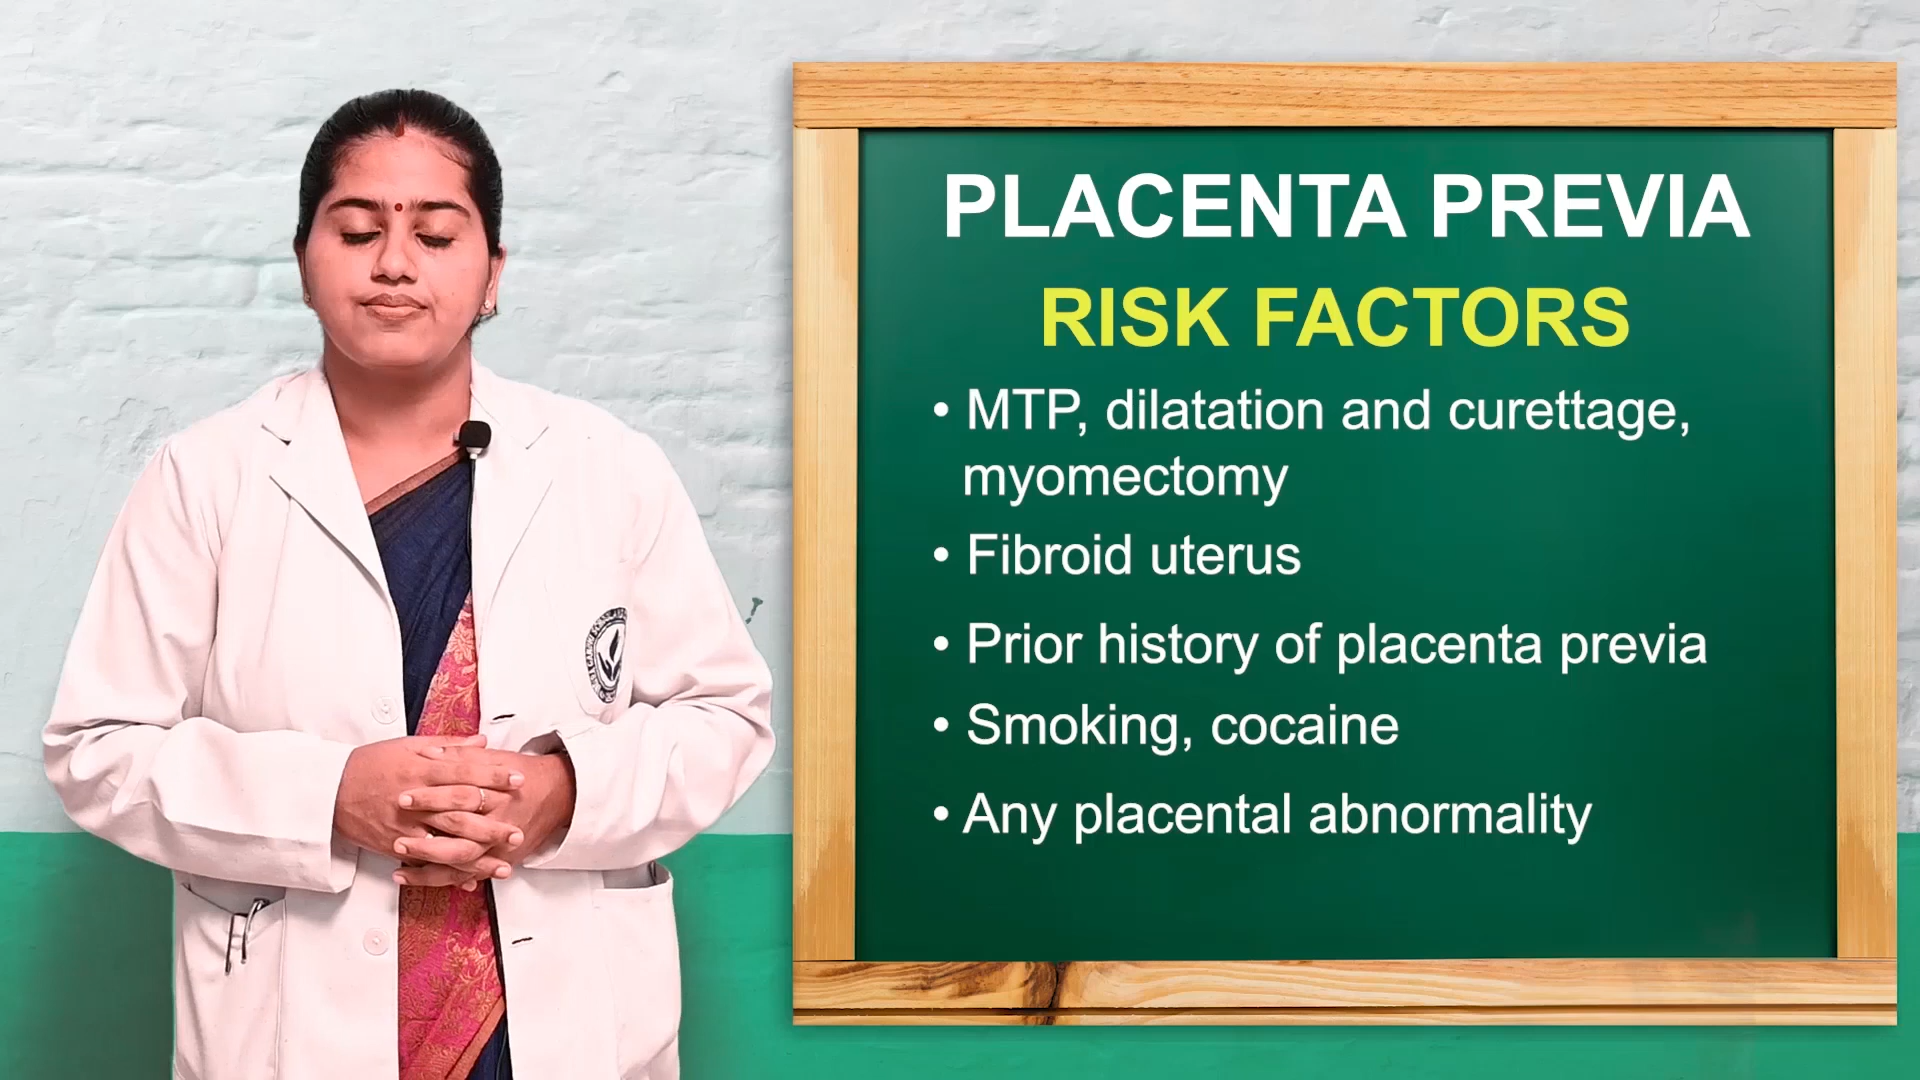 PLACENTA PREVIA
RISK FACTORS
• MTP, dilatation and curettage,
myomectomy
• Fibroid uterus
• Prior history of placenta previa
• Smoking, cocaine
• Any placental abnormality